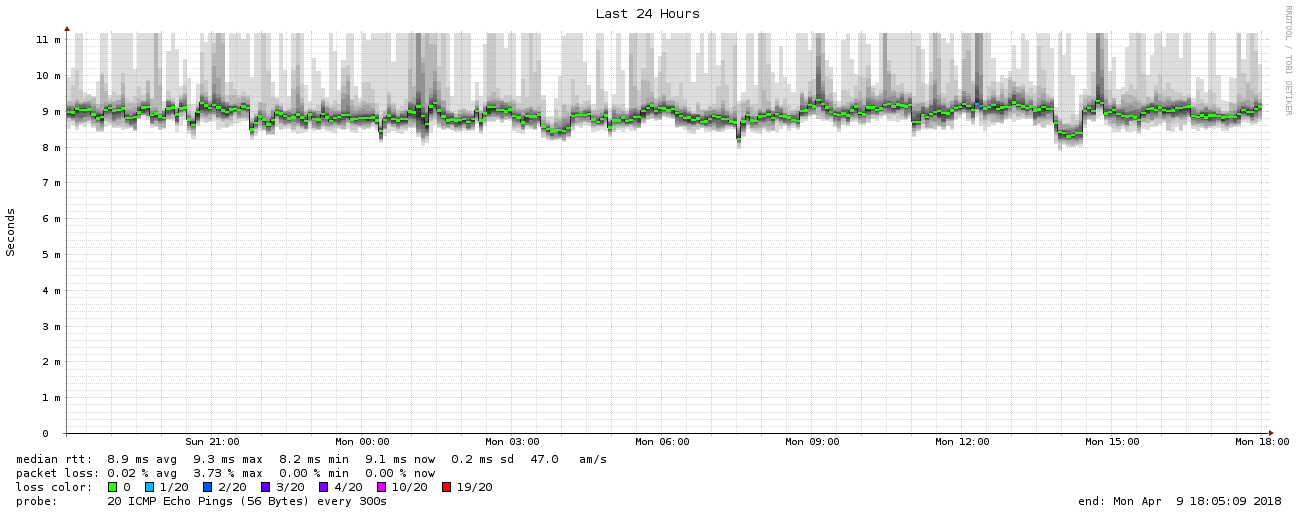 Last 24 Hours
RRDTOOL / TOBI OETIKER
Seconds
11 m
10 m
9 m
8 m
7 m
6 m
5 m
4 m
3 m
2 m
1 m
0
Sun 21:00 Mon 00:00 Mon 03:00 Mon 06:00 Mon 09:00 Mon 12:00 Mon 15:00 Mon 18:00
median rtt: 8.9 ms avg 9.3 ms max 8.2 ms min 9.1 ms now 0.2 ms sd 47.0 am/s
packet loss: 0.02 % avg 3.73 % max 0.00 % min 0.00 % now
loss color: 0 1/20 2/20 3/20 4/20 10/20 19/20
probe: 20 ICMP Echo Pings (56 Bytes) every 300s
end: Mon Apr 9 18:05:09 2018